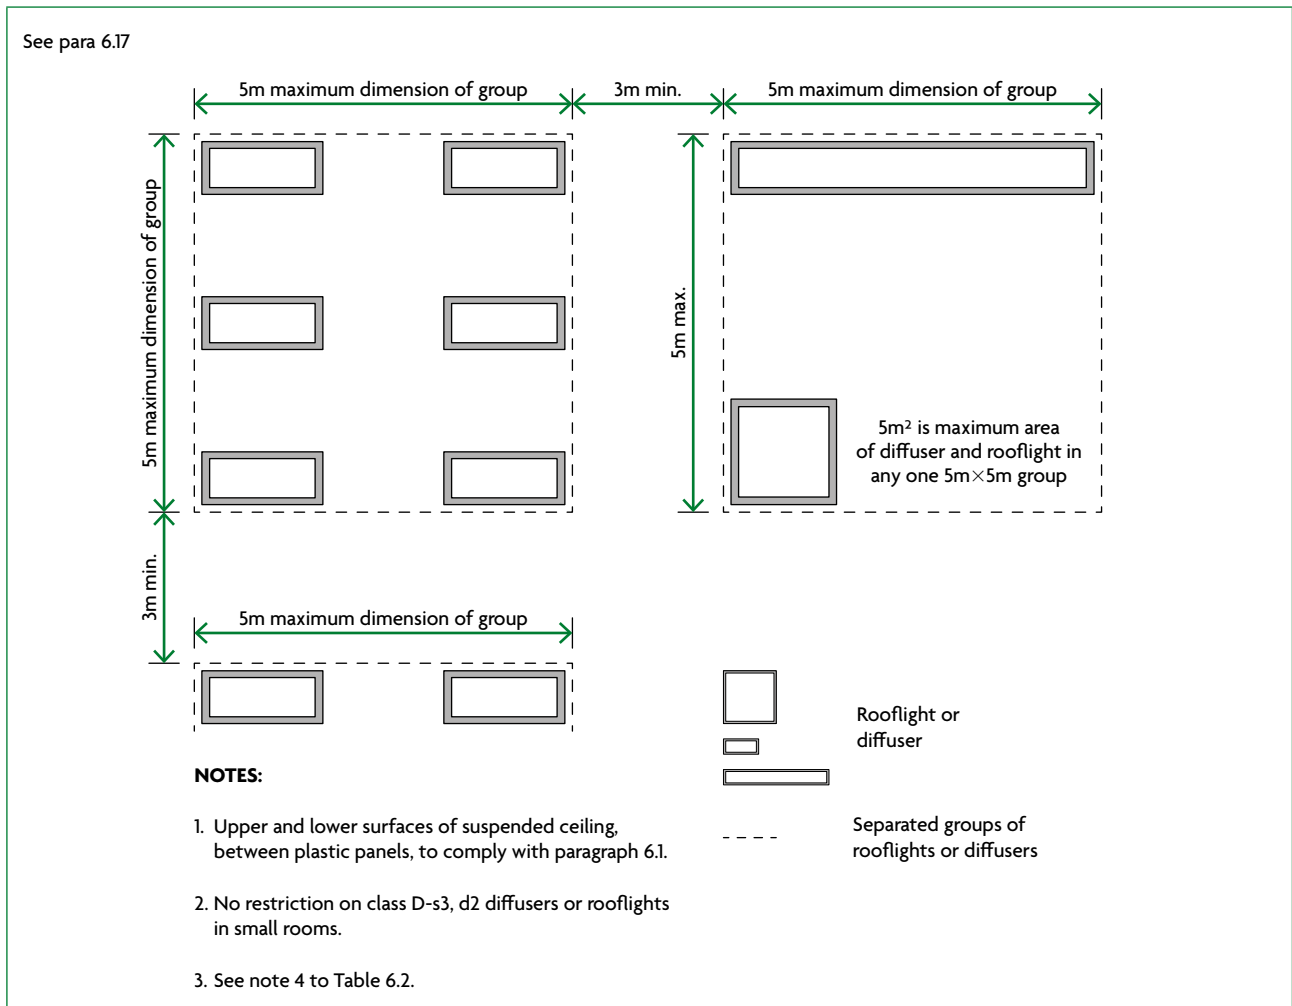 See para 6.17
5m maximum dimension of group
3m min.
5m maximum dimension of group
5m maximum dimension of group
5m max.
5m² is maximum area
of diffuser and rooflight in
any one 5m×5m group
3m min.
5m maximum dimension of group
Rooflight or
diffuser
Separated groups of
rooflights or diffusers
NOTES:
1. Upper and lower surfaces of suspended ceiling,
between plastic panels, to comply with paragraph 6.1.
2. No restriction on class D-s3, d2 diffusers or rooflights
in small rooms.
3. See note 4 to Table 6.2.